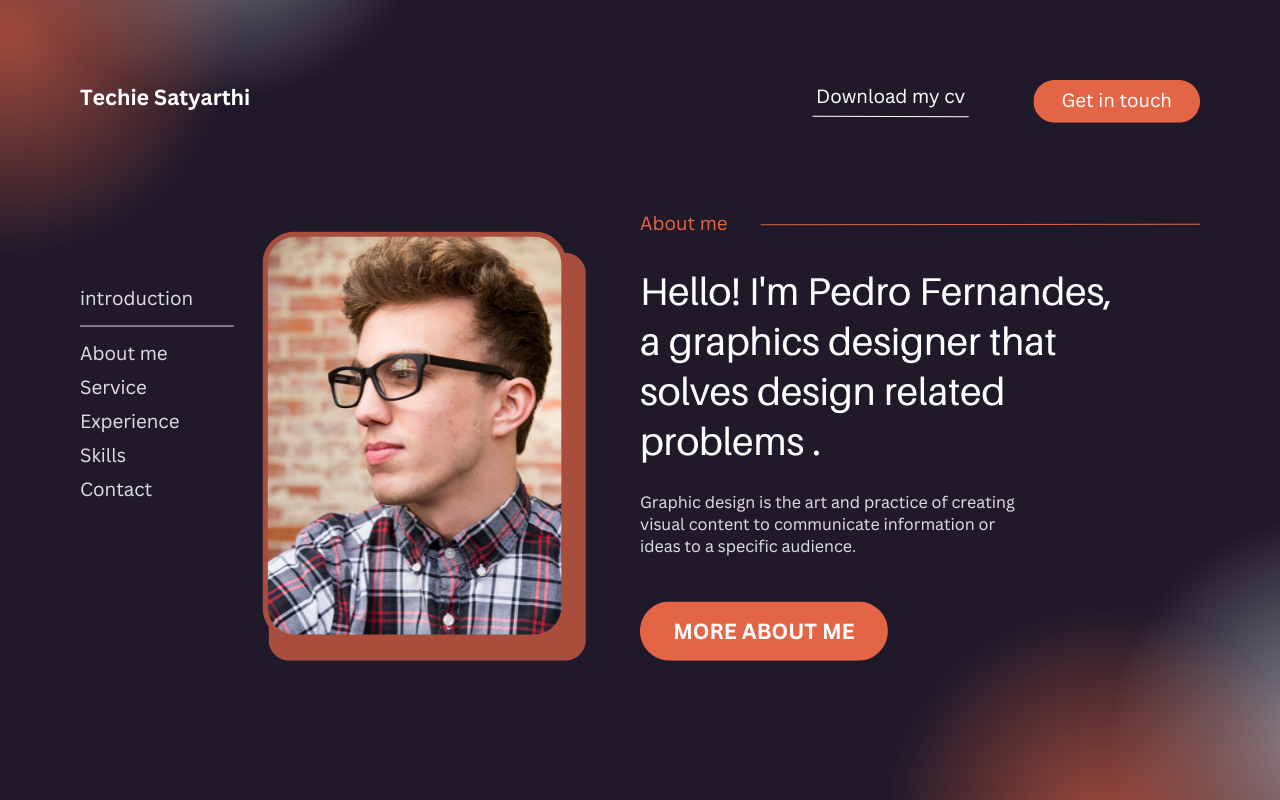 Techie Satyarthi
Download my cv
Get in touch
introduction
About me
Service
Experience
Skills
Contact
About me
Hello! I'm Pedro Fernandes,
a graphics designer that
solves design related
problems .
Graphic design is the art and practice of creating
visual content to communicate information or
ideas to a specific audience.
MORE ABOUT ME